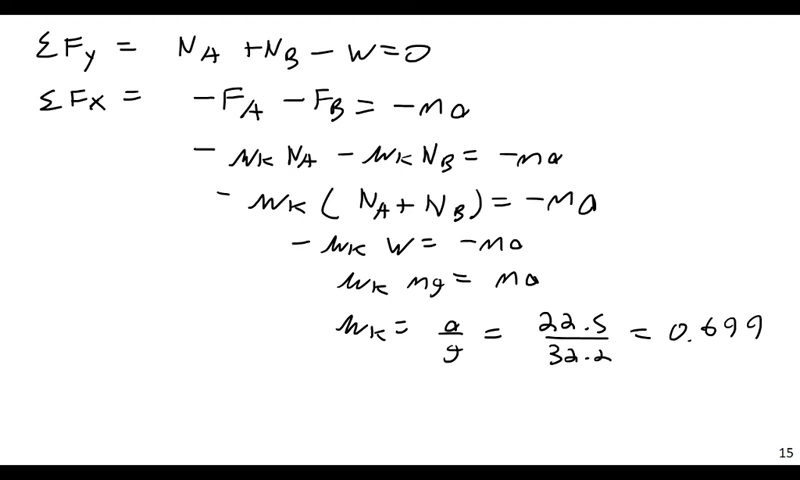 ΣFy = NA + NB - W = 0
ΣFx = - FA - FB = - ma
- μk NA - μk NB = - ma
- μk ( NA + NB ) = - ma
- μk W = - ma
μk mg = ma
μk = a/g = 22.5/32.2 = 0.699
15